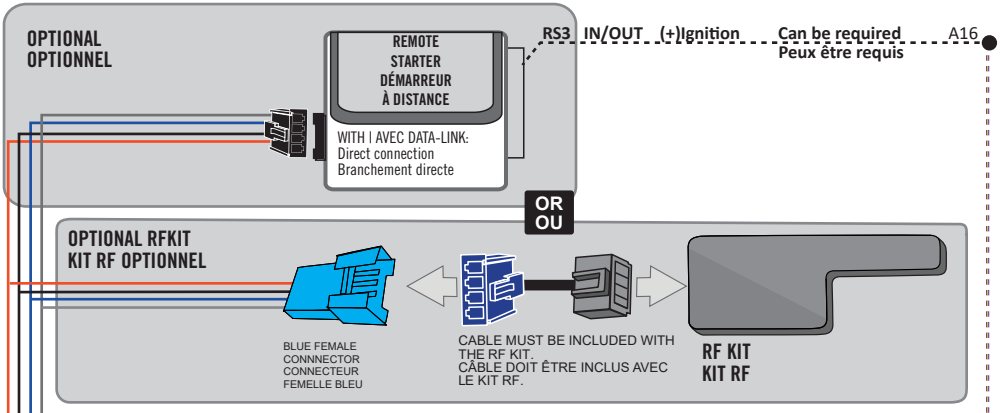 OPTIONAL
OPTIONNEL
REMOTE
STARTER
DÉMARREUR
À DISTANCE
WITH | AVEC DATA-LINK:
Direct connection
Branchement directe
RS3 IN/OUT (+)Ignition Can be required A16
Peux être requis
OR
OU
OPTIONAL RFKIT
KIT RF OPTIONNEL
BLUE FEMALE
CONNNECTOR
CONNECTEUR
FEMELLE BLEU
CABLE MUST BE INCLUDED WITH
THE RF KIT.
CÂBLE DOIT ÊTRE INCLUS AVEC
LE KIT RF.
RF KIT
KIT RF